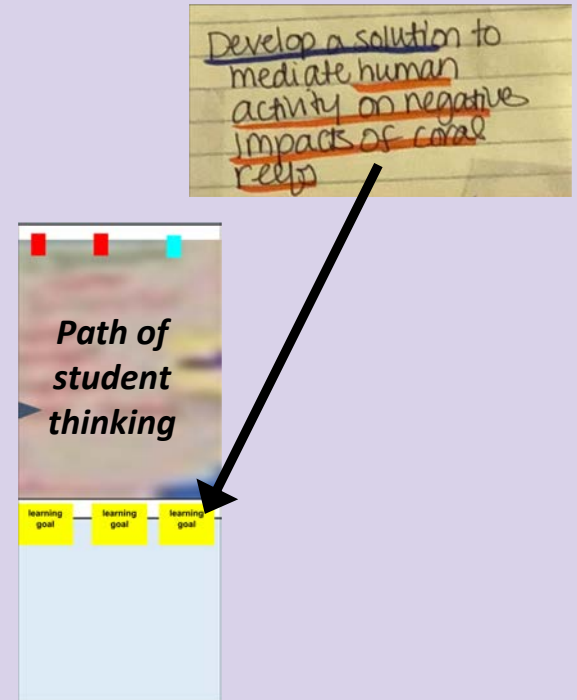 Develop a solution to
mediate human
activity on negative
impacts of coral
reefs
Path of
student
thinking
learning
goal
learning
goal
learning
goal